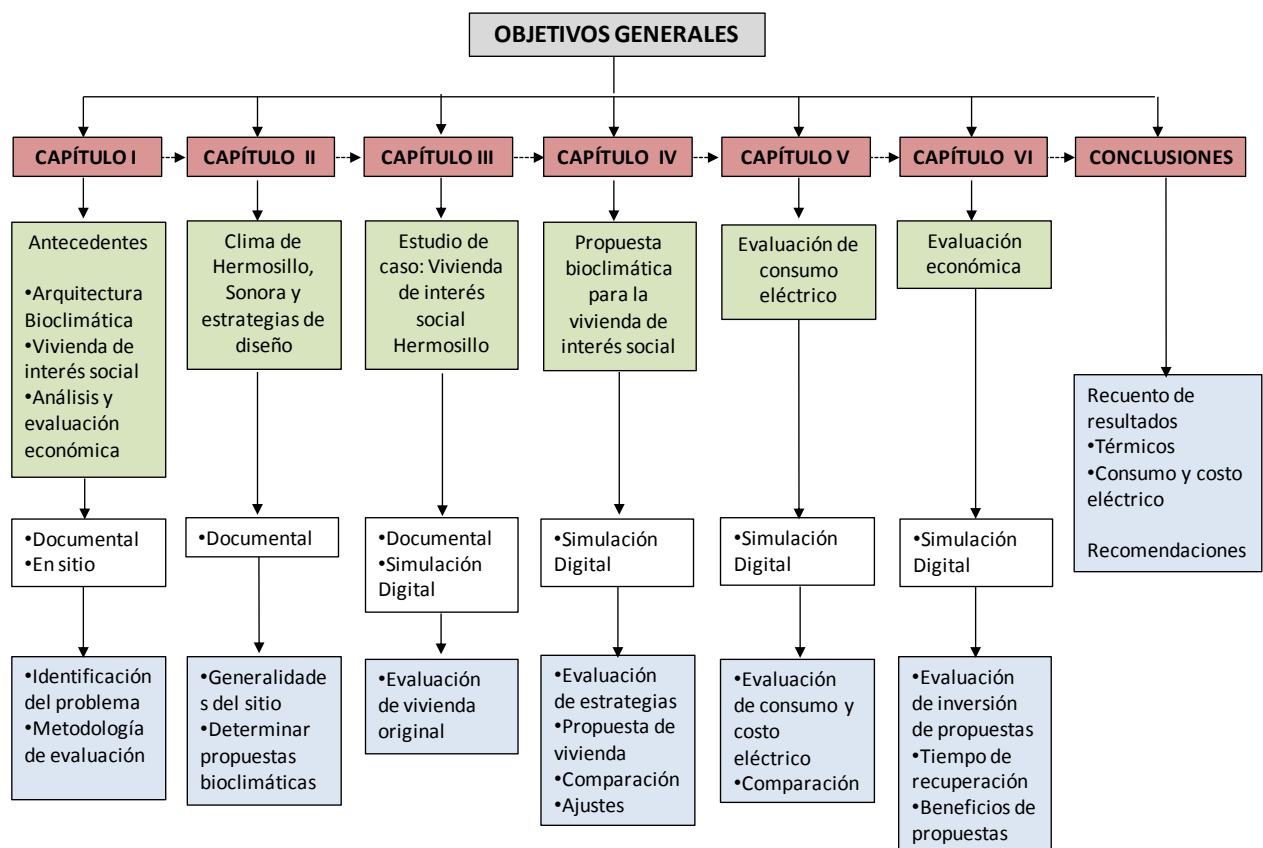 OBJETIVOS GENERALES
CAPÍTULO I
CAPÍTULO II
CAPÍTULO III
CAPÍTULO IV
CAPÍTULO V
CAPÍTULO VI
CONCLUSIONES
Antecedentes
•Arquitectura
Bioclimática
•Vivienda de
interés social
•Análisis y
evaluación
económica
Clima de
Hermosillo,
Sonora y
estrategias de
diseño
Estudio de
caso: Vivienda
de interés
social
Hermosillo
Propuesta
bioclimática
para la
vivienda de
interés social
Evaluación de
consumo
eléctrico
Evaluación
económica
•Documental
•En sitio
•Documental
•Documental
•Simulación
Digital
•Simulación
Digital
•Simulación
Digital
•Simulación
Digital
Recuento de
resultados
•Térmicos
•Consumo y costo
eléctrico
Recomendaciones
•Identificación
del problema
•Metodología
de evaluación
•Generalidade
s del sitio
•Determinar
propuestas
bioclimáticas
•Evaluación
de vivienda
original
•Evaluación
de estrategias
•Propuesta de
vivienda
•Comparación
•Ajustes
•Evaluación
de consumo y
costo
eléctrico
•Comparación
•Evaluación
de inversión
de propuestas
•Tiempo de
recuperación
•Beneficios de
propuestas